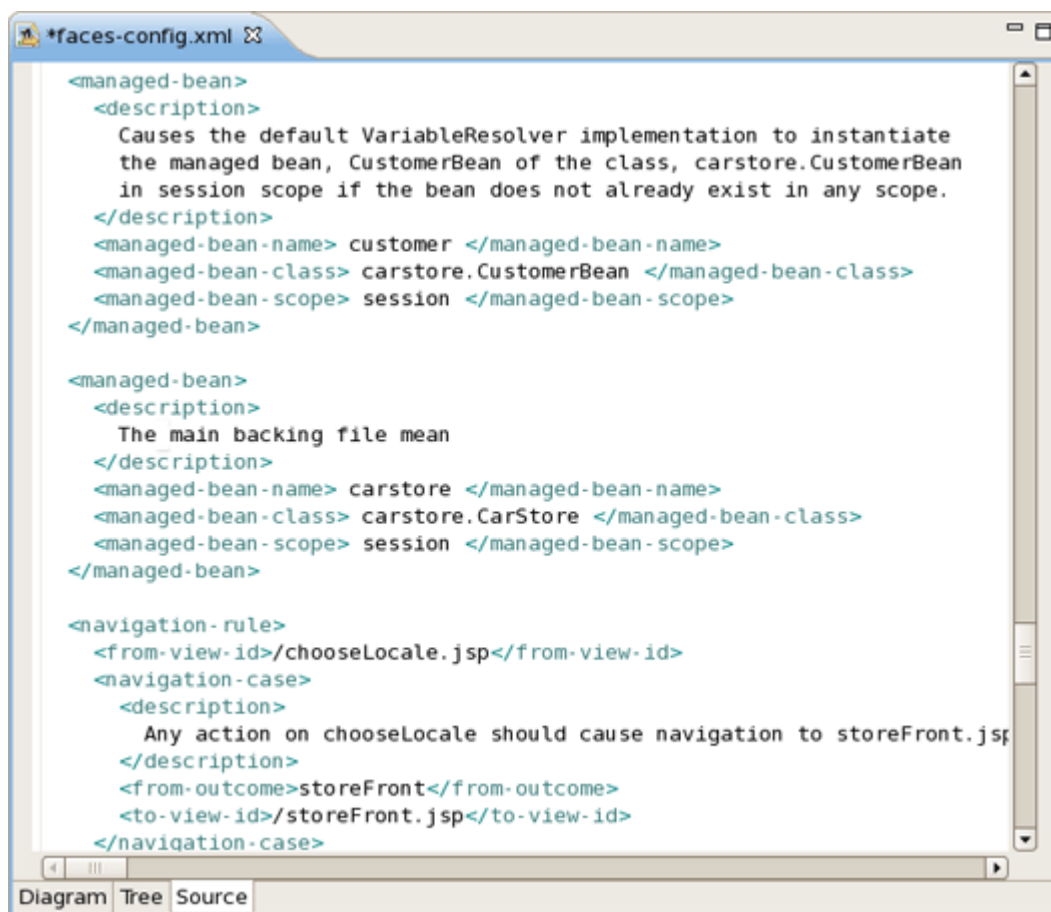 *faces-config.xml
<managed-bean>
<description>
Causes the default VariableResolver implementation to instantiate
the managed bean, CustomerBean of the class, carstore.CustomerBean
in session scope if the bean does not already exist in any scope.
</description>
<managed-bean-name> customer </managed-bean-name>
<managed-bean-class> carstore.CustomerBean </managed-bean-class>
<managed-bean-scope> session </managed-bean-scope>
</managed-bean>
<managed-bean>
<description>
The main backing file mean
</description>
<managed-bean-name> carstore </managed-bean-name>
<managed-bean-class> carstore.CarStore </managed-bean-class>
<managed-bean-scope> session </managed-bean-scope>
</managed-bean>
<navigation-rule>
<from-view-id>/chooseLocale.jsp</from-view-id>
<navigation-case>
<description>
Any action on chooseLocale should cause navigation to storeFront.jsp
</description>
<from-outcome>storeFront</from-outcome>
<to-view-id>/storeFront.jsp</to-view-id>
</navigation-case>
Diagram Tree Source